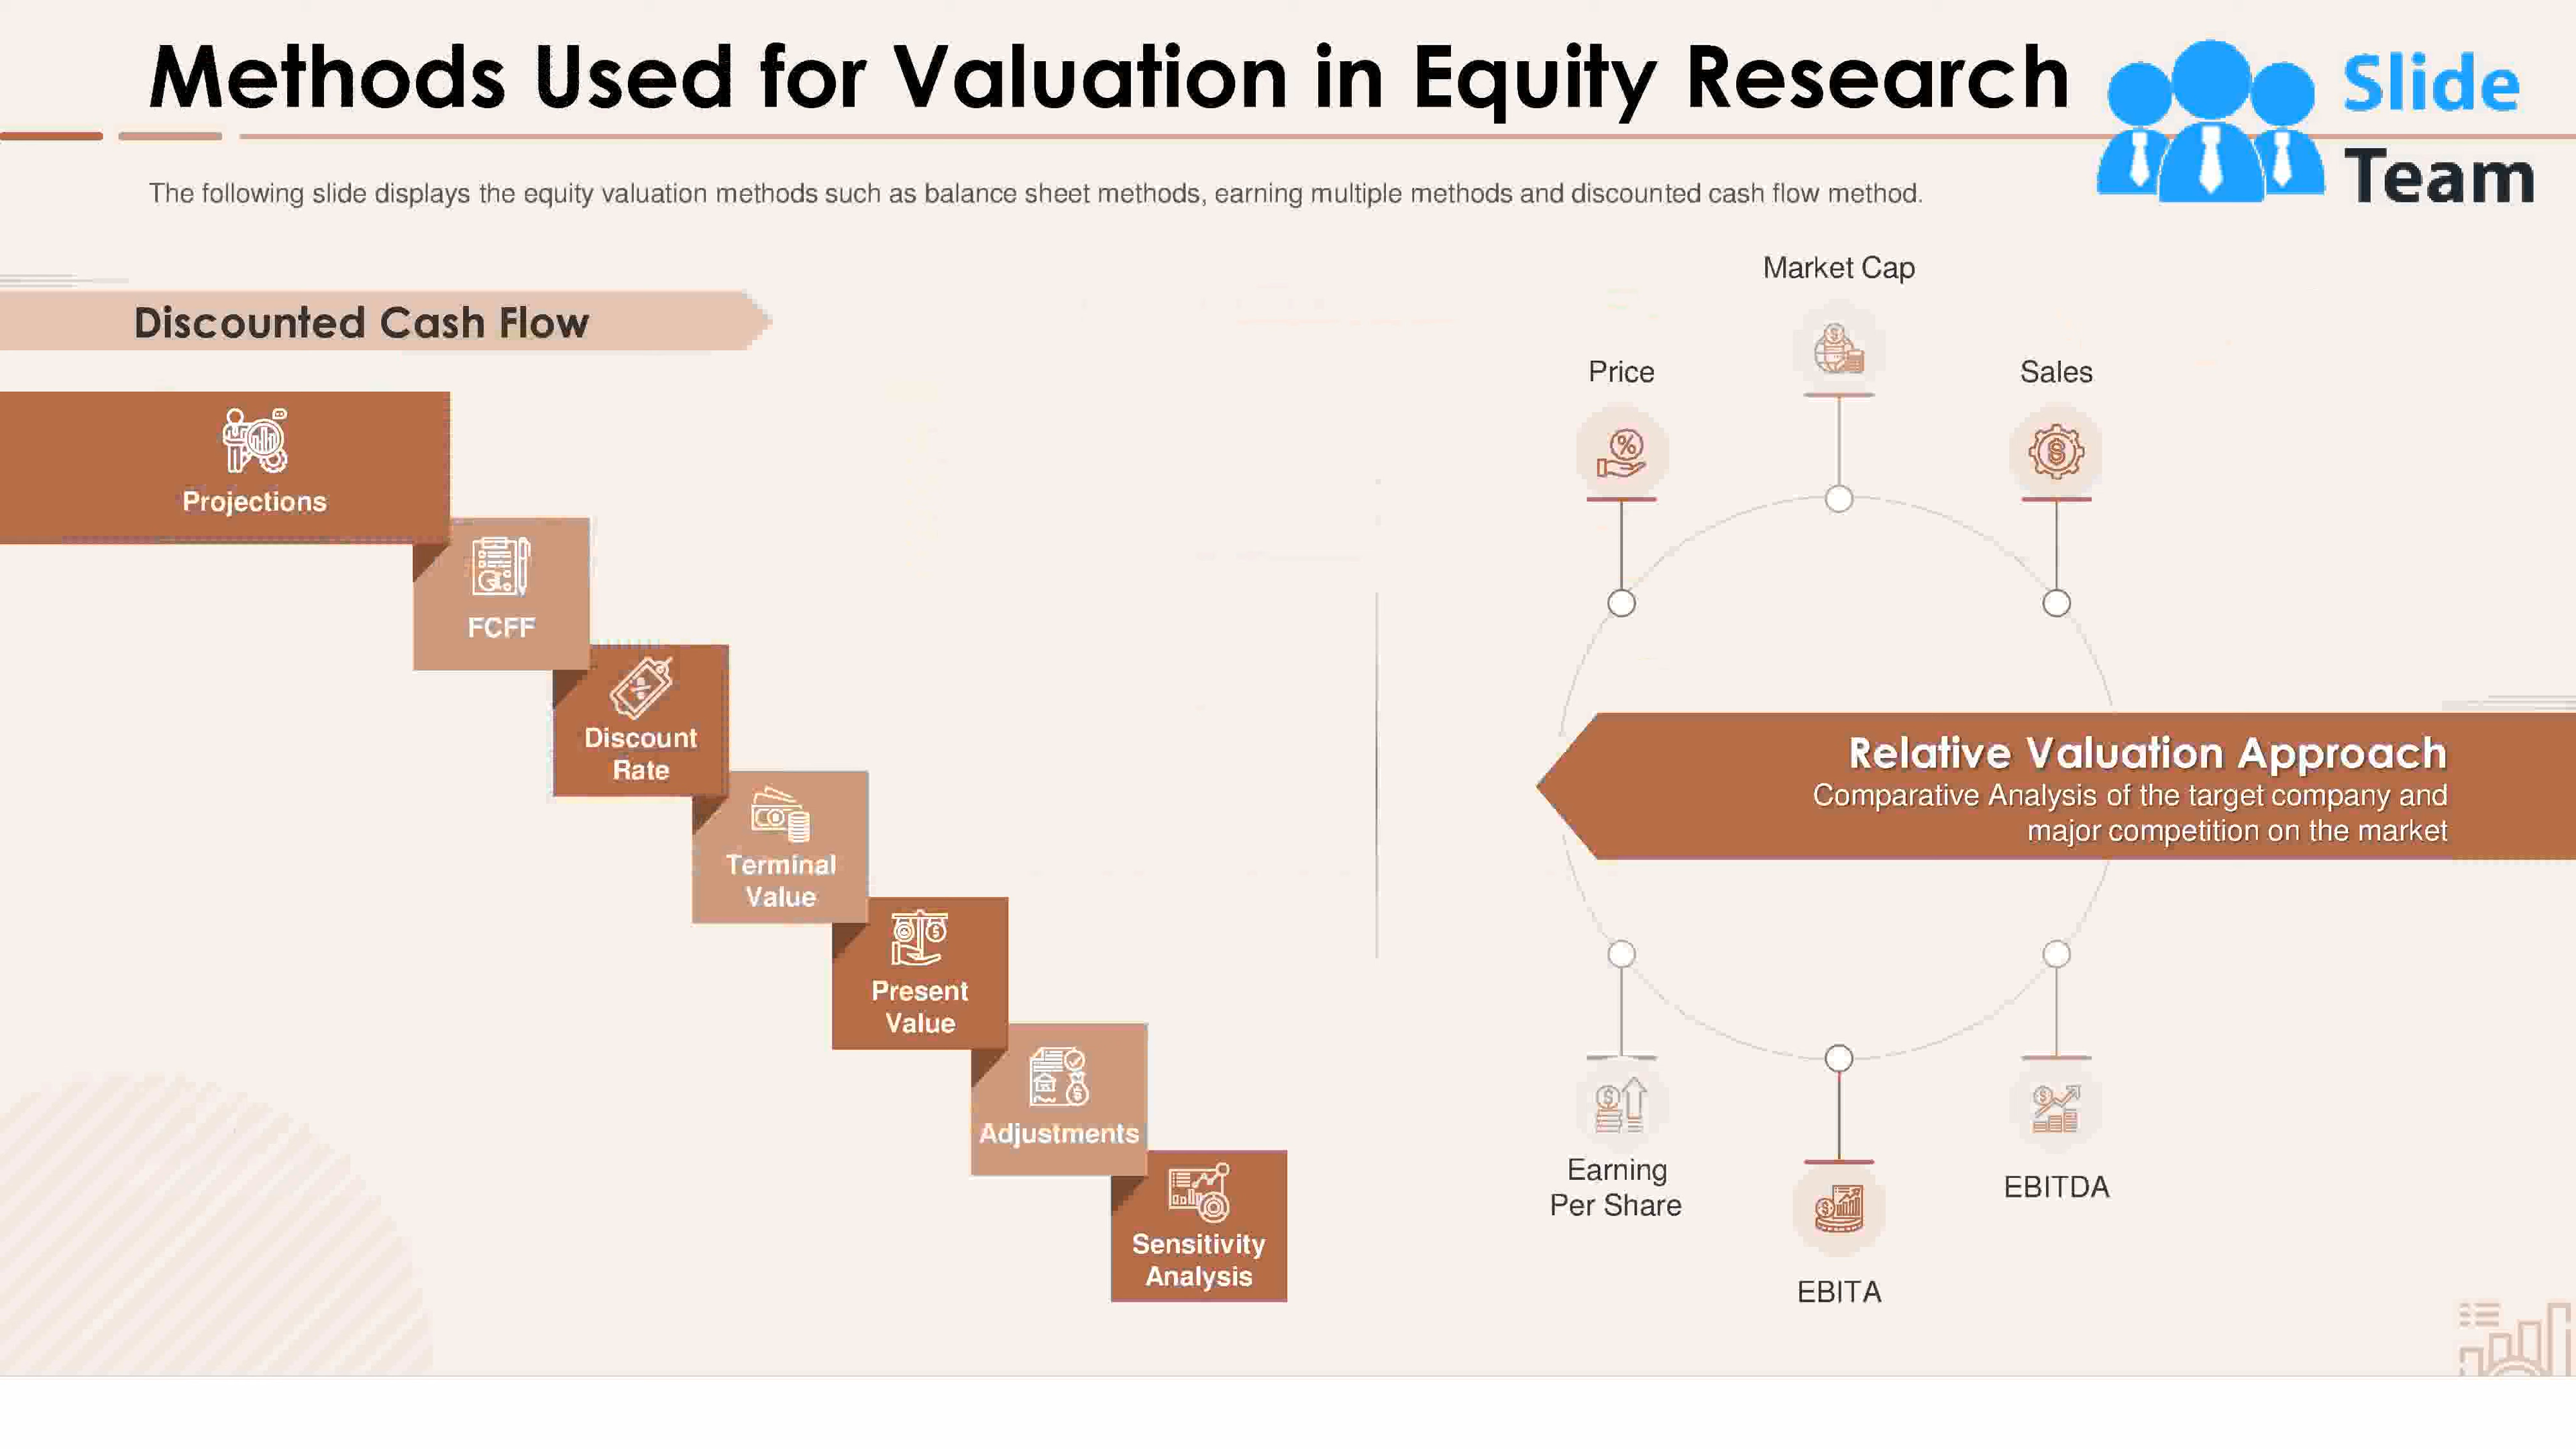 Methods Used for Valuation in Equity Research
Slide
Team
The following slide displays the equity valuation methods such as balance sheet methods, earning multiple methods and discounted cash flow method.
Discounted Cash Flow
Projections
FCFF
Discount
Rate
Terminal
Value
Present
Value
Adjustments
Sensitivity
Analysis
Market Cap
Price
Sales
Relative Valuation Approach
Comparative Analysis of the target company and
major competition on the market
Earning
Per Share
EBITDA
EBITA